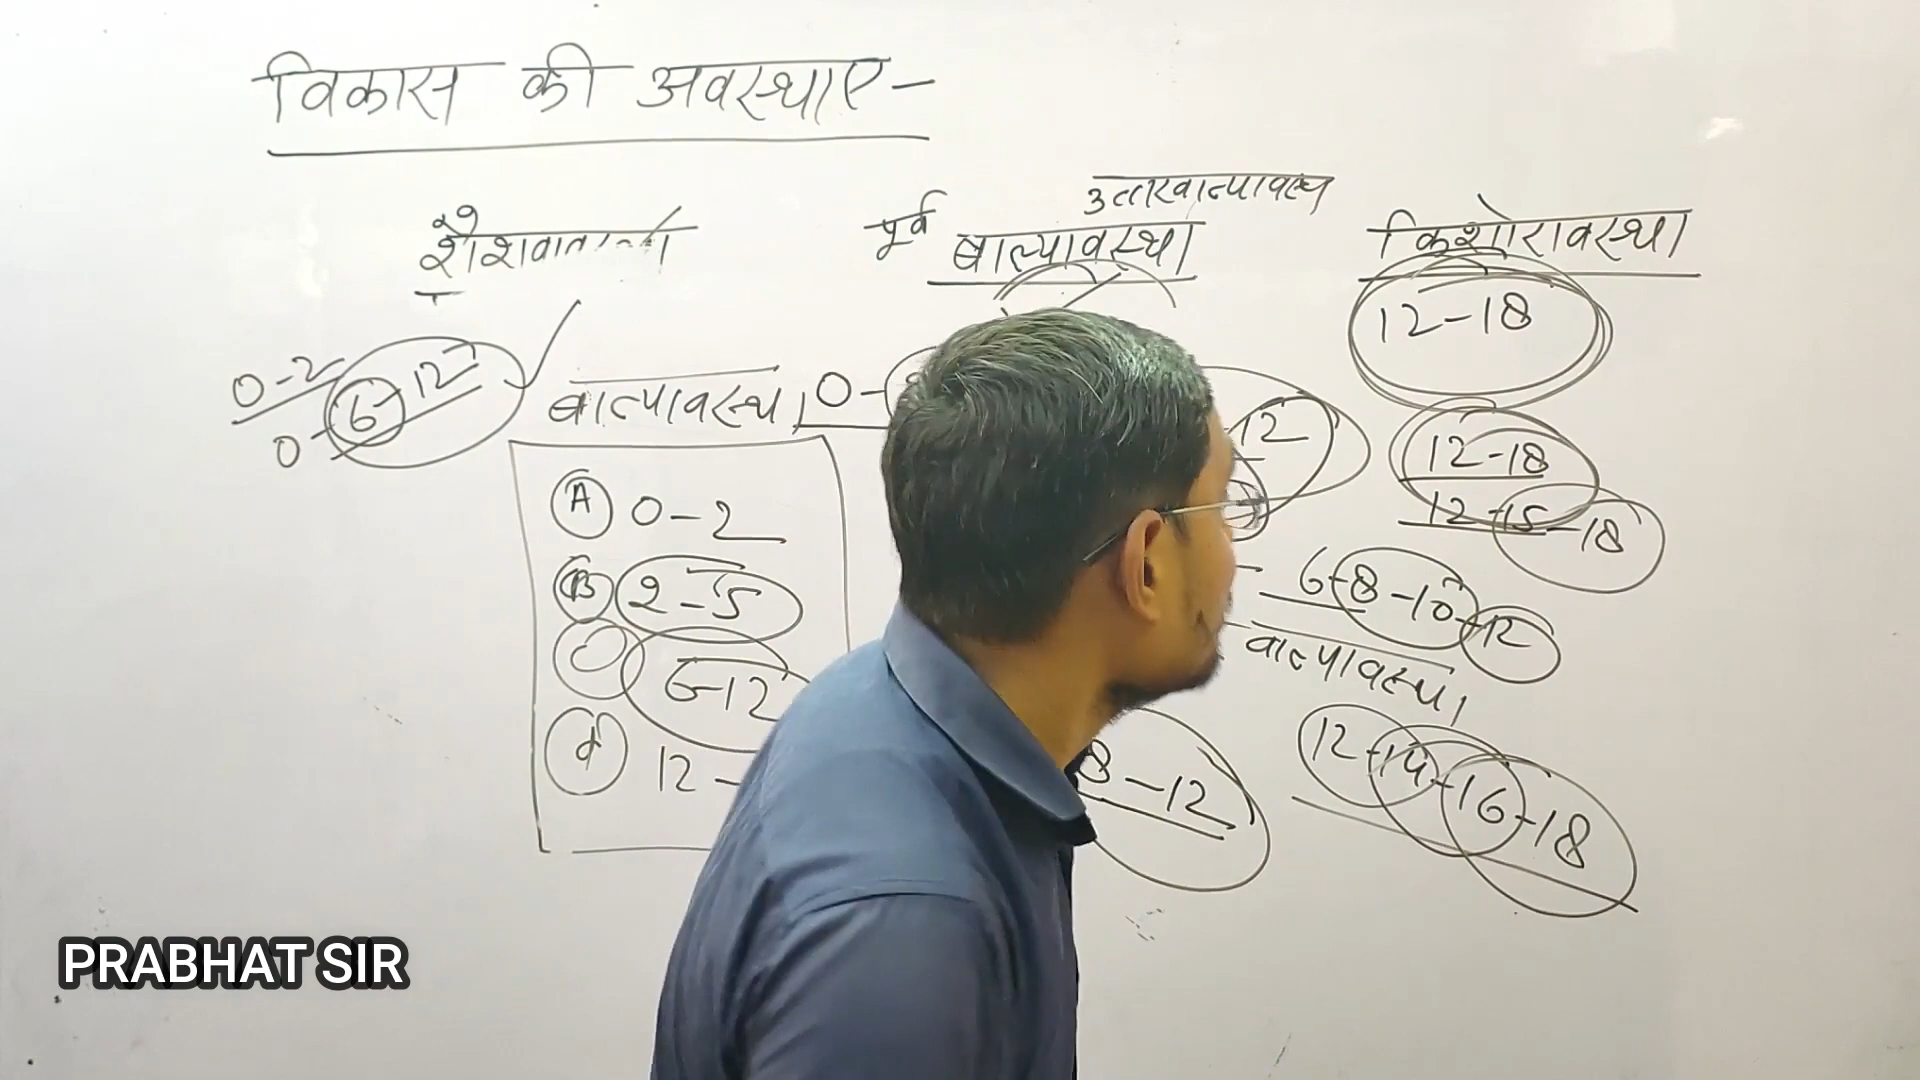 विकास की अवस्थाए -
पूर्व
उत्तरबाल्यावस्था
बाल्यावस्था
किशोरावस्था
12-18
0-2
0-6-12
बाल्यावस्था 0-
12
12-18
12-15-18
A 0-2
B 2-5
6-8-10-12
बाल्यावस्था
6-12
12-14-16-18
d 12-
8-12
PRABHAT SIR